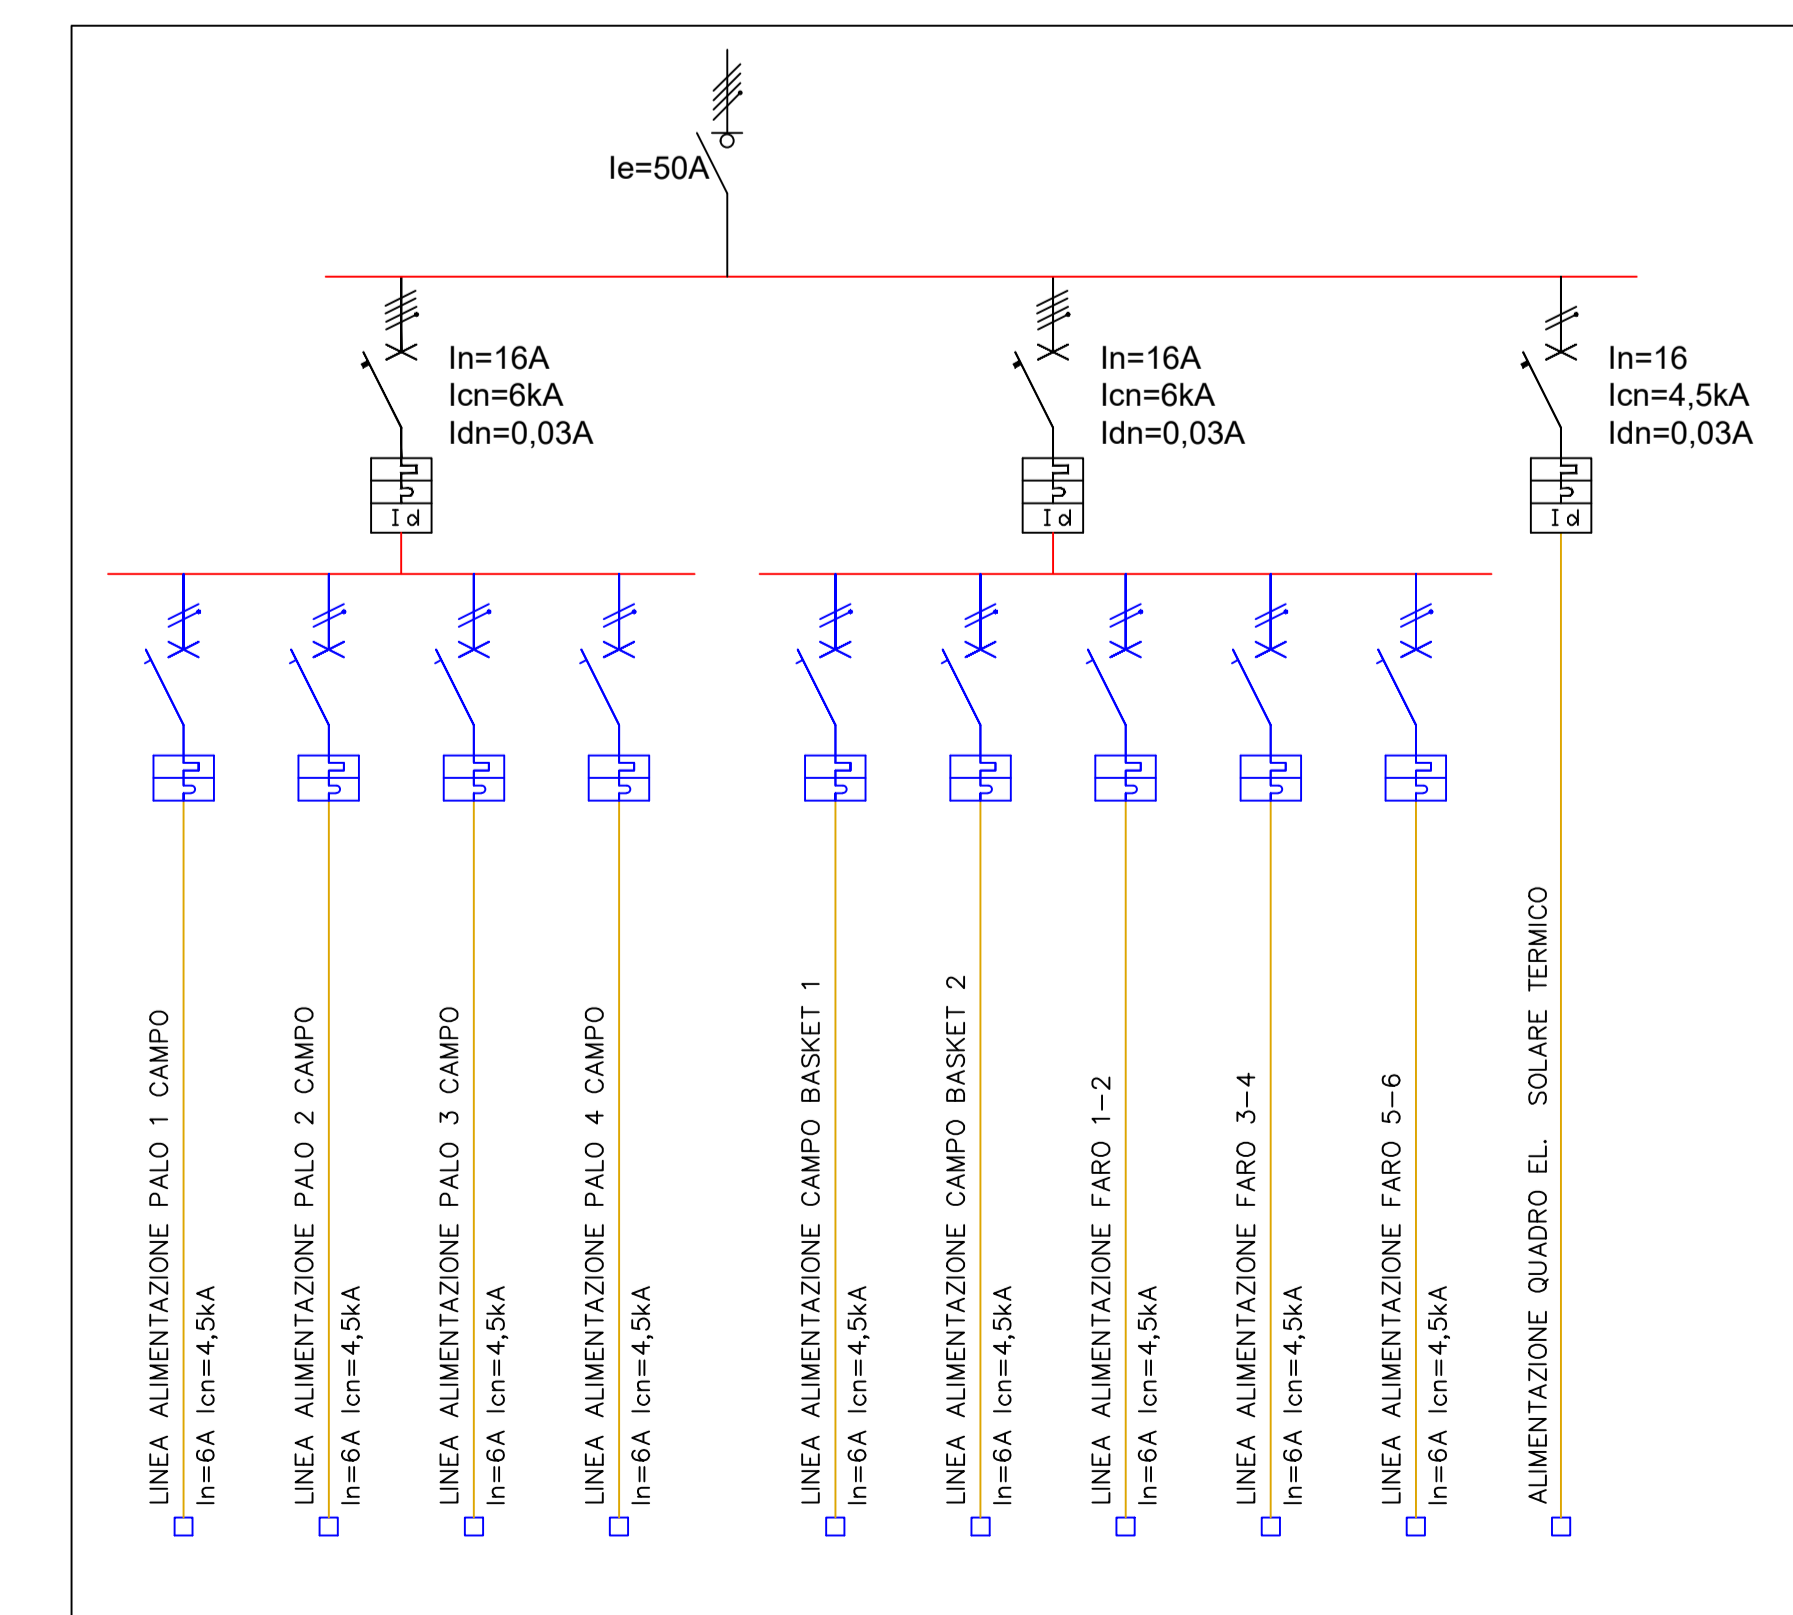 Ie=50A
In=16A
Icn=6kA
Idn=0,03A
Id
In=16A
Icn=6kA
Idn=0,03A
Id
In=16
Icn=4,5kA
Idn=0,03A
Id
LINEA ALIMENTAZIONE PALO 1 CAMPO
In=6A Icn=4,5kA
LINEA ALIMENTAZIONE PALO 2 CAMPO
In=6A Icn=4,5kA
LINEA ALIMENTAZIONE PALO 3 CAMPO
In=6A Icn=4,5kA
LINEA ALIMENTAZIONE PALO 4 CAMPO
In=6A Icn=4,5kA
LINEA ALIMENTAZIONE CAMPO BASKET 1
In=6A Icn=4,5kA
LINEA ALIMENTAZIONE CAMPO BASKET 2
In=6A Icn=4,5kA
LINEA ALIMENTAZIONE FARO 1-2
In=6A Icn=4,5kA
LINEA ALIMENTAZIONE FARO 3-4
In=6A Icn=4,5kA
LINEA ALIMENTAZIONE FARO 5-6
In=6A Icn=4,5kA
ALIMENTAZIONE QUADRO EL. SOLARE TERMICO